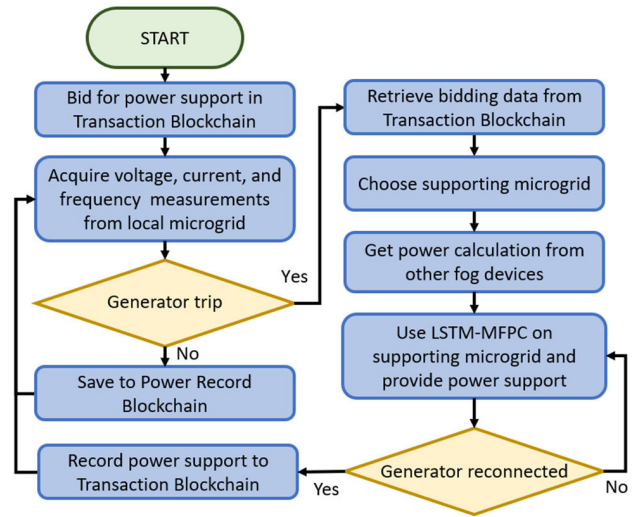 START
Bid for power support in
Transaction Blockchain
Acquire voltage, current, and
frequency measurements
from local microgrid
Generator trip
Yes
No
Save to Power Record
Blockchain
Retrieve bidding data from
Transaction Blockchain
Choose supporting microgrid
Get power calculation from
other fog devices
Use LSTM-MFPC on
supporting microgrid and
provide power support
Generator reconnected
No
Yes
Record power support to
Transaction Blockchain